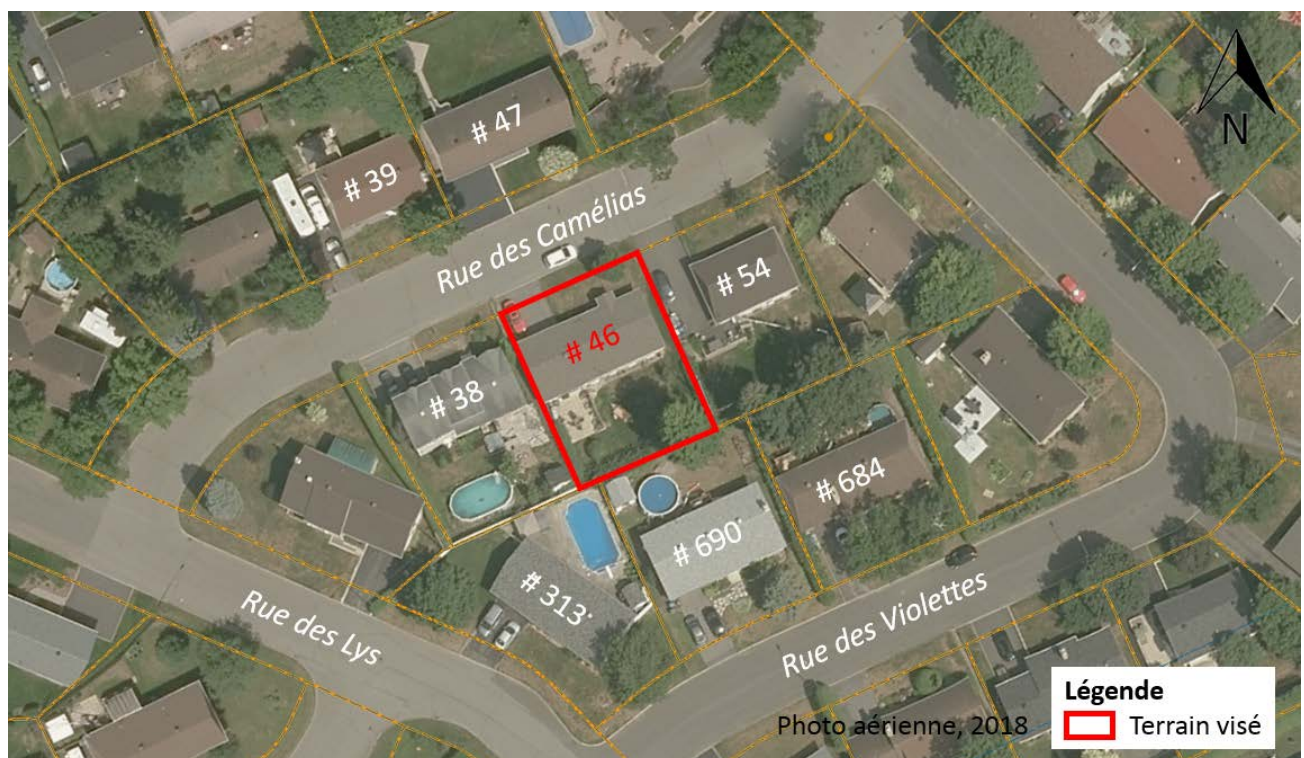 # 47
# 39
N
Rue des Camélias
# 54
# 46
# 38
# 684
# 690
# 313
Rue des Violettes
Rue des Lys
Légende
Terrain visé
Photo aérienne, 2018